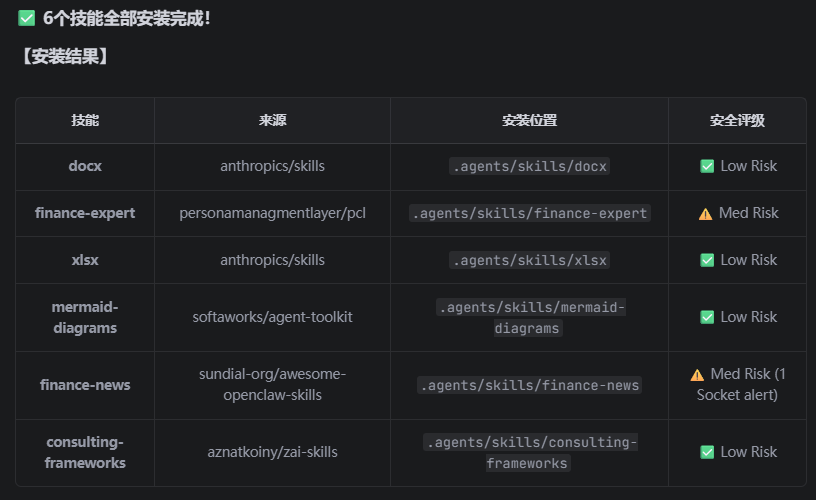 ✅ 6个技能全部安装完成！
【安装结果】
技能 来源 安装位置 安全评级
docx anthropics/skills .agents/skills/docx ✅ Low Risk
finance-expert personamanagmentlayer/pcl .agents/skills/finance-expert ⚠️ Med Risk
xlsx anthropics/skills .agents/skills/xlsx ✅ Low Risk
mermaid-
diagrams
softaworks/agent-toolkit
.agents/skills/mermaid-
diagrams
✅ Low Risk
finance-news
sundial-org/awesome-
openclaw-skills
.agents/skills/finance-news
⚠️ Med Risk (1
Socket alert)
consulting-
frameworks
aznatkoiny/zai-skills
.agents/skills/consulting-
frameworks
✅ Low Risk